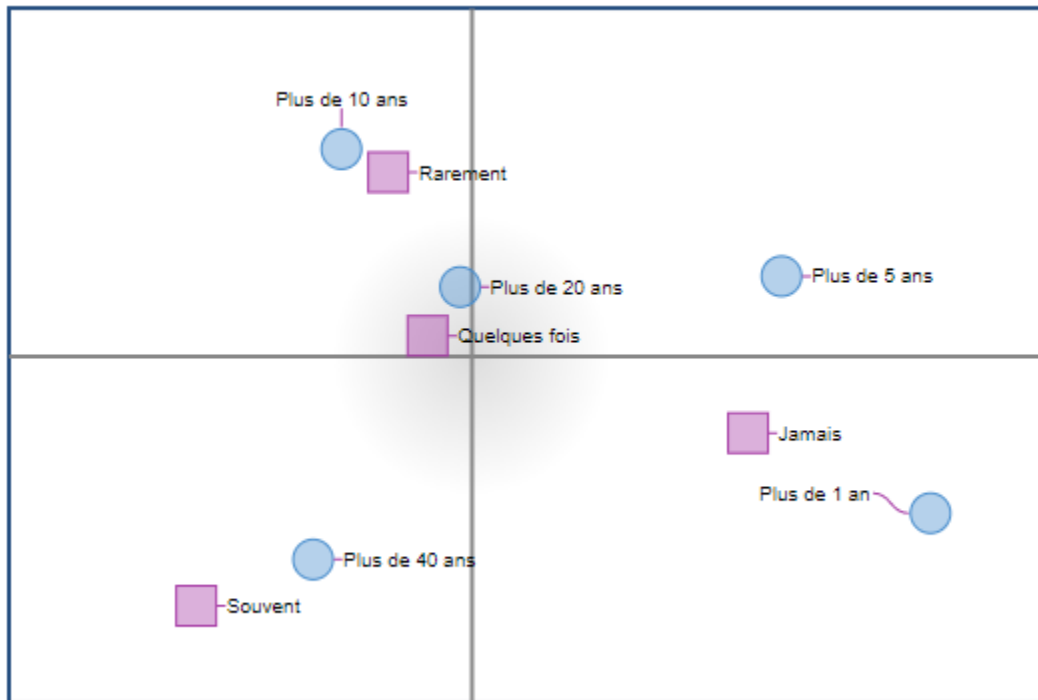 Plus de 10 ans
Rarement
Plus de 5 ans
Plus de 20 ans
Quelques fois
Jamais
Plus de 1 an
Plus de 40 ans
Souvent